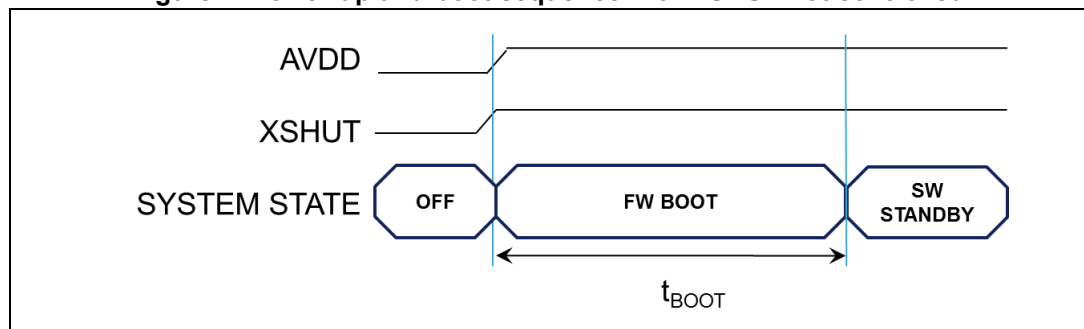 AVDD
XSHUT
SYSTEM STATE OFF FW BOOT SW STANDBY
tBOOT